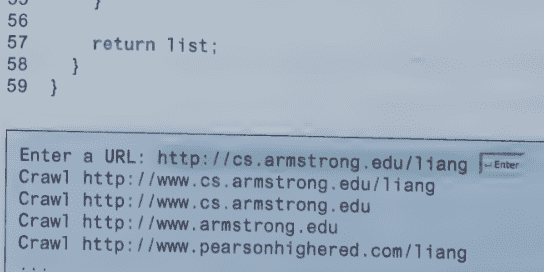 55 }
56
57 return list;
58 }
59 }
Enter a URL: http://cs.armstrong.edu/liang ↵Enter
Crawl http://www.cs.armstrong.edu/liang
Crawl http://www.cs.armstrong.edu
Crawl http://www.armstrong.edu
Crawl http://www.pearsonhighered.com/liang
...